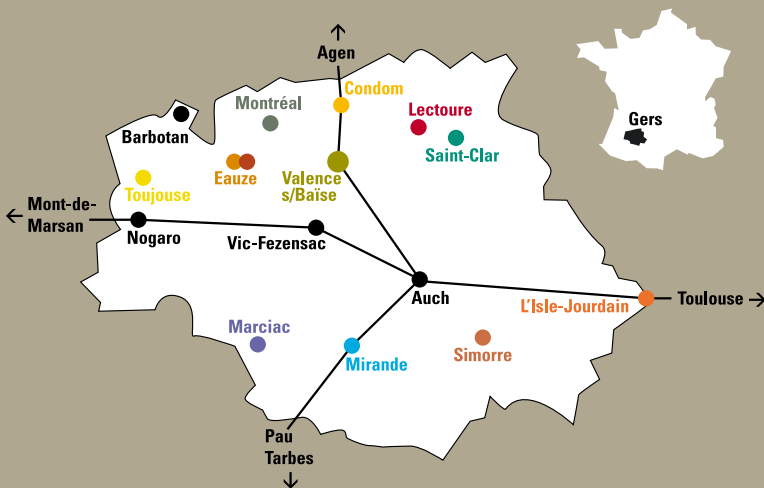 Agen
Condom
Montréal
Lectoure
Gers
Barbotan
Saint-Clar
Eauze
Valence
s/Baïse
Toujouse
Mont-de-
Marsan
Nogaro
Vic-Fezensac
Auch
L'Isle-Jourdain
Toulouse
Marciac
Mirande
Simorre
Pau
Tarbes